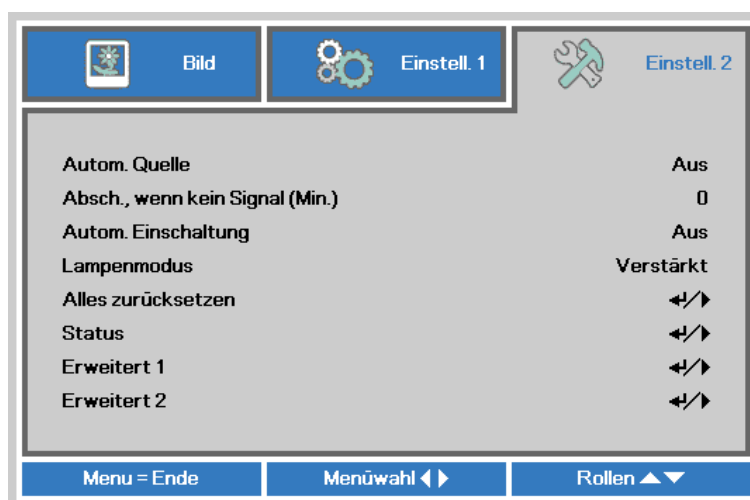 Bild
Einstell. 1
Einstell. 2
Autom. Quelle Aus
Absch., wenn kein Signal (Min.) 0
Autom. Einschaltung Aus
Lampenmodus Verstärkt
Alles zurücksetzen ↲/▶
Status ↲/▶
Erweitert 1 ↲/▶
Erweitert 2 ↲/▶
Menu = Ende
Menüwahl ◀ ▶
Rollen ▲▼